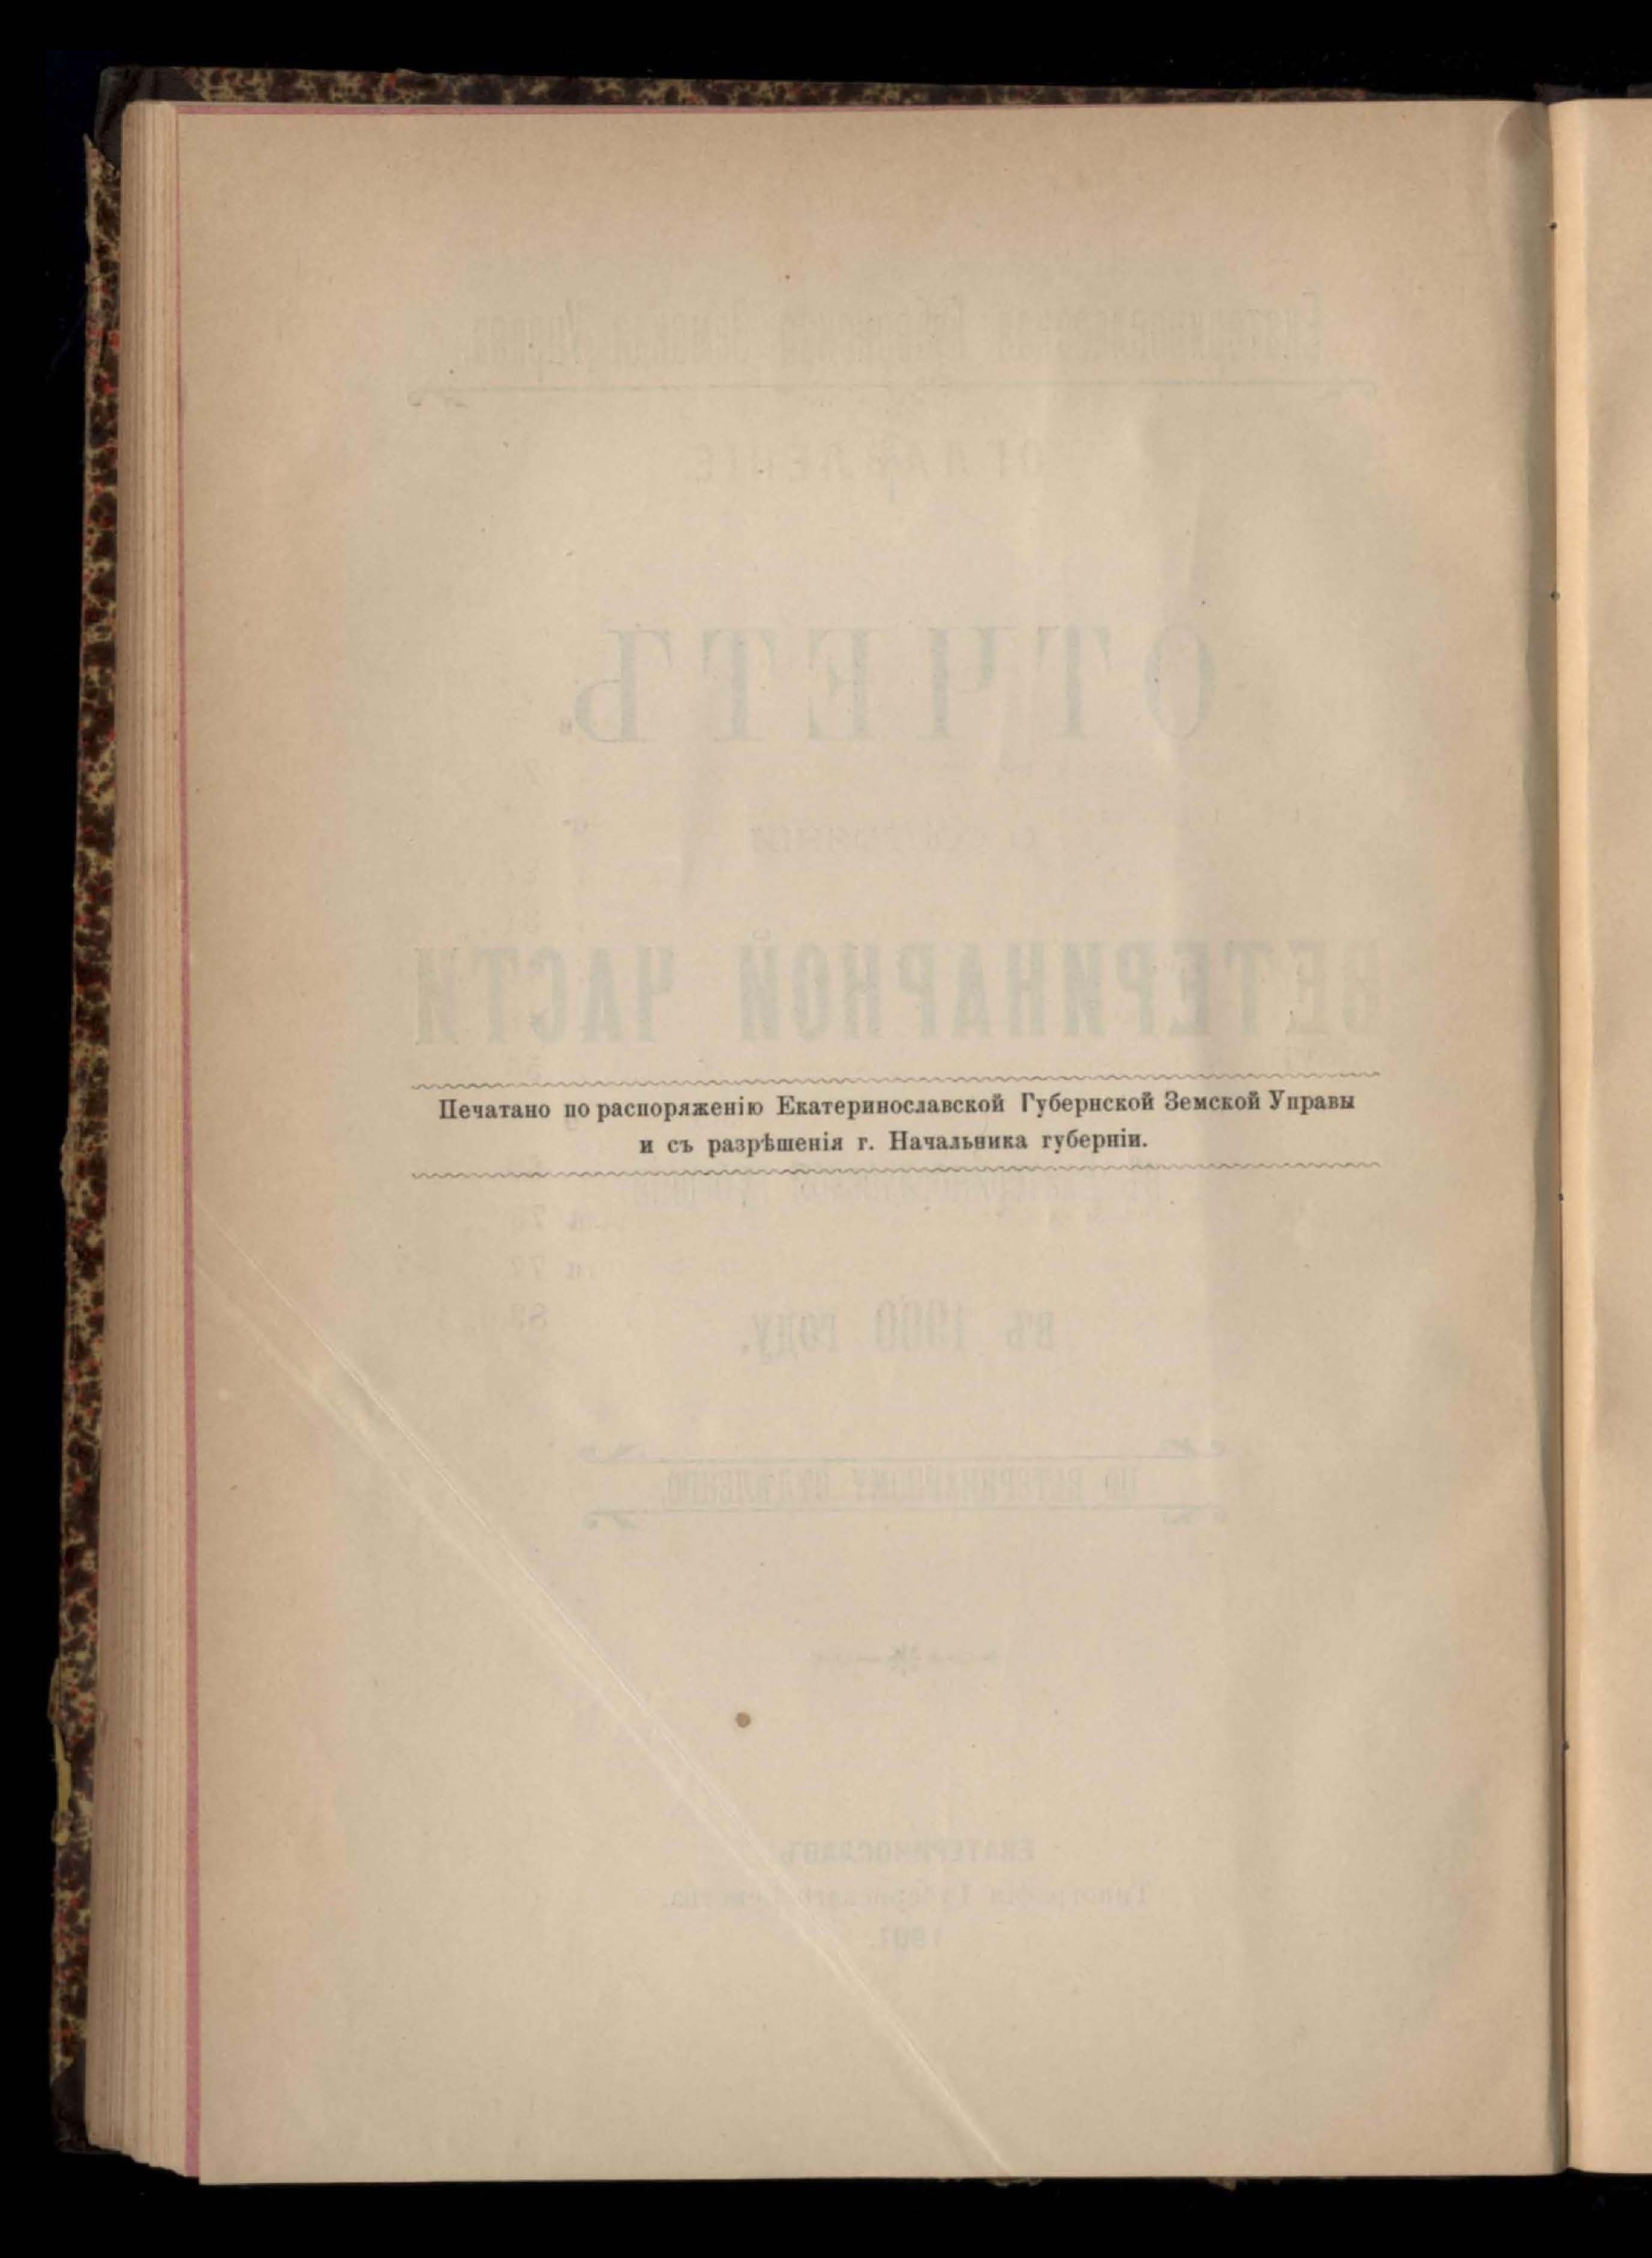 Печатано по распоряженію Екатеринославской Губернской Земской Управы
и съ разрѣшенія г. Начальника губерніи.